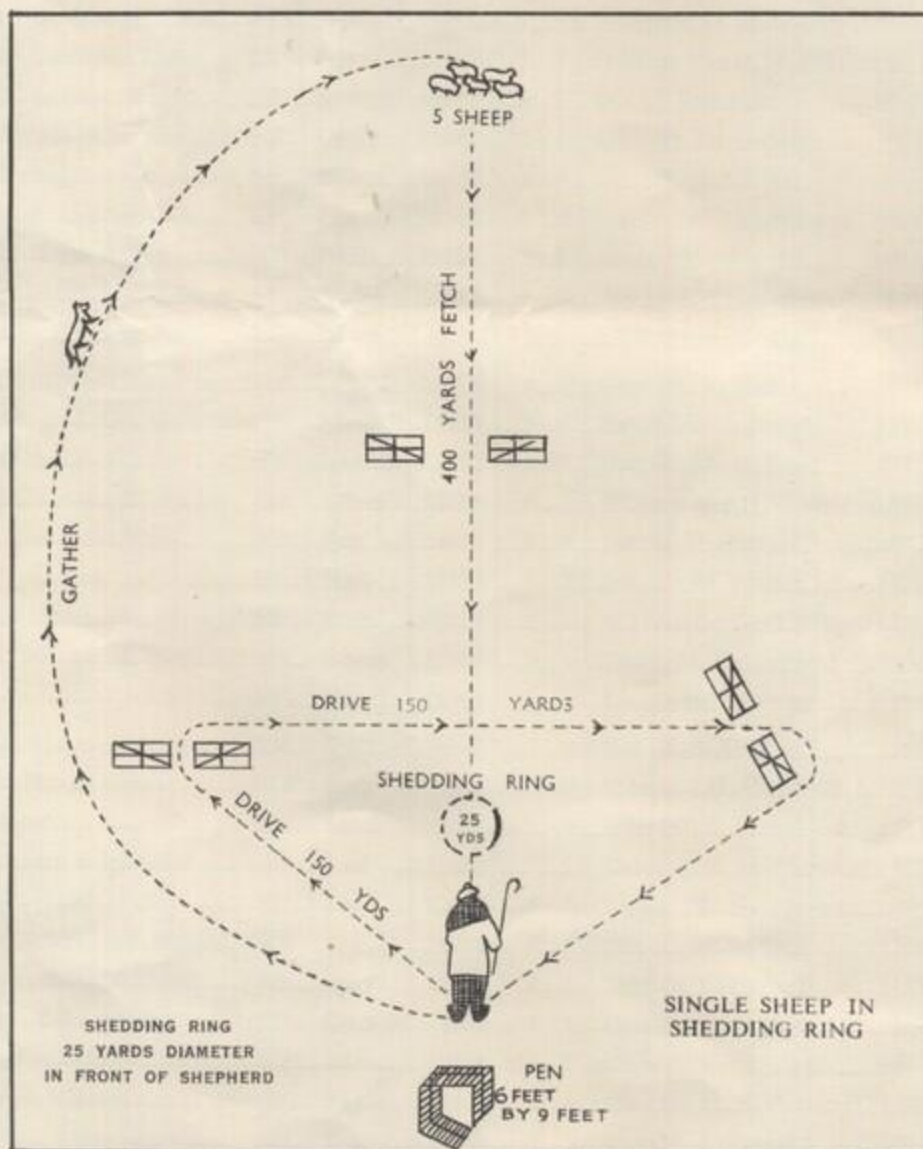 5 SHEEP
400 YARDS FETCH
GATHER
DRIVE 150 YARDS
SHEDDING RING
25
YDS
DRIVE 150 YDS
SHEDDING RING
25 YARDS DIAMETER
IN FRONT OF SHEPHERD
SINGLE SHEEP IN
SHEDDING RING
PEN
6 FEET
BY 9 FEET